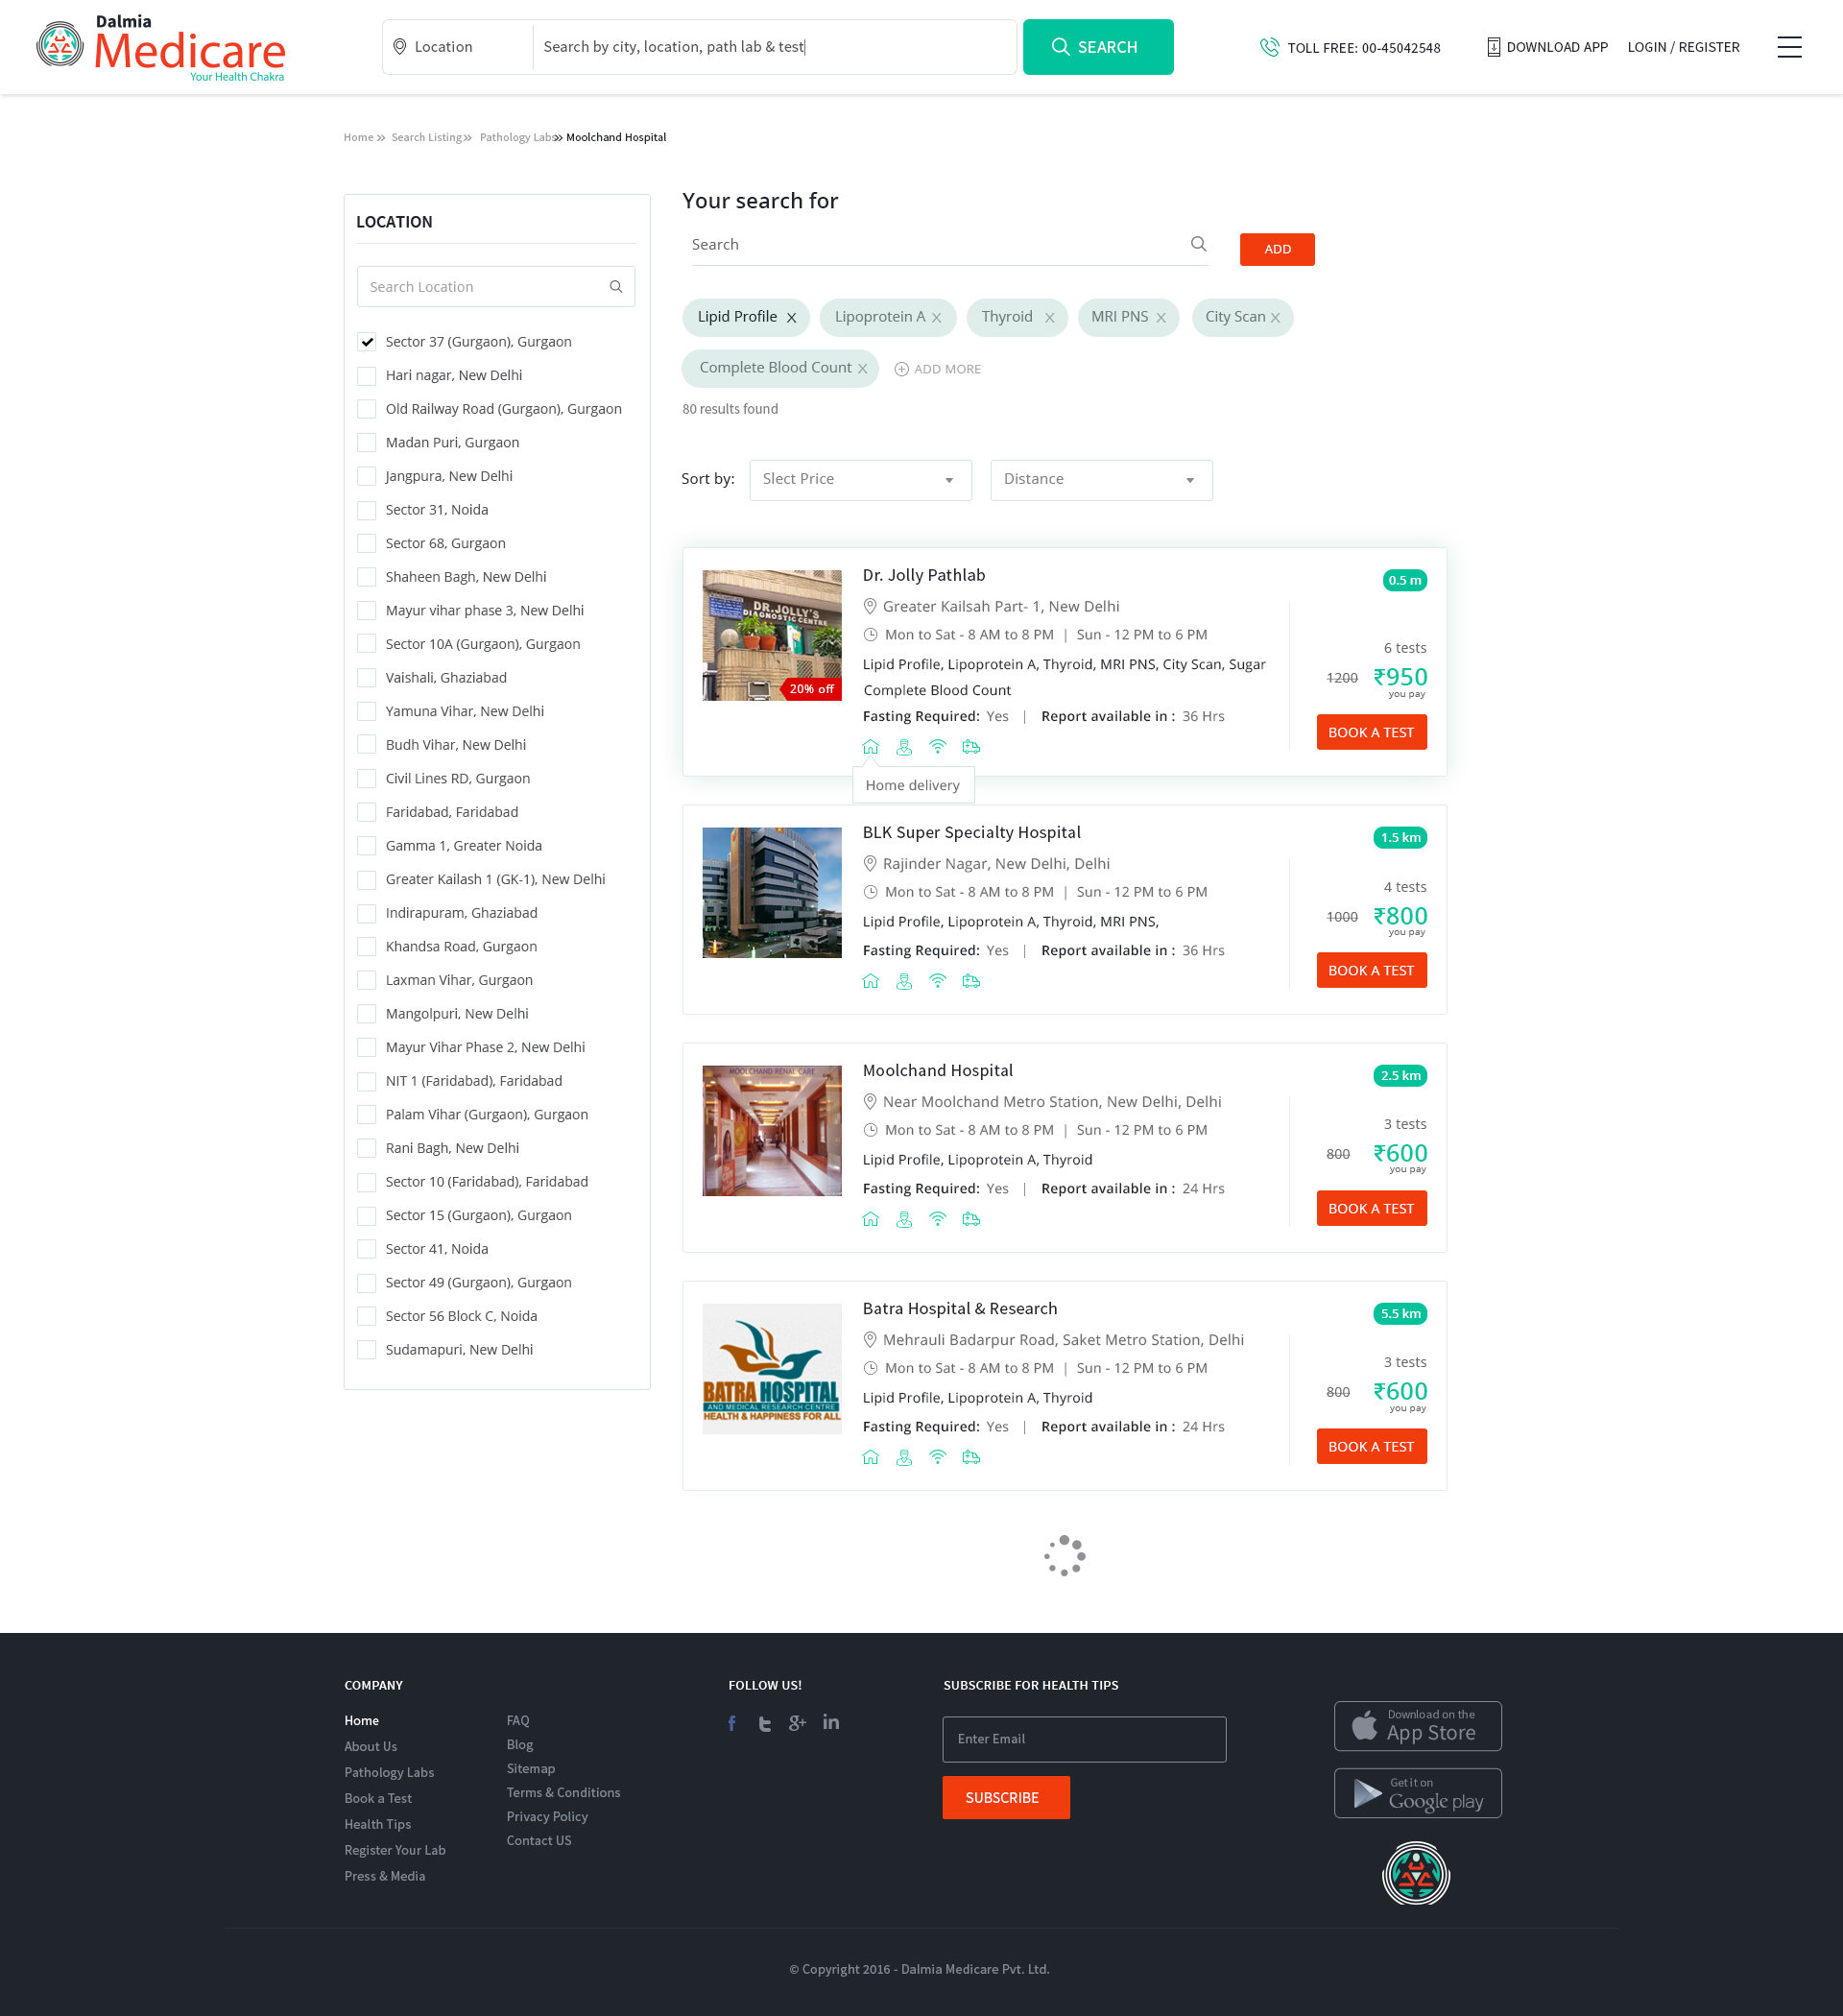 Dalmia
Medicare
Your Health Chakra
Location
Search by city, location, path lab & test
SEARCH
TOLL FREE: 00-45042548
DOWNLOAD APP
LOGIN / REGISTER
Home » Search Listing » Pathology Labs » Moolchand Hospital
LOCATION
Search Location
Sector 37 (Gurgaon), Gurgaon
Hari nagar, New Delhi
Old Railway Road (Gurgaon), Gurgaon
Madan Puri, Gurgaon
Jangpura, New Delhi
Sector 31, Noida
Sector 68, Gurgaon
Shaheen Bagh, New Delhi
Mayur vihar phase 3, New Delhi
Sector 10A (Gurgaon), Gurgaon
Vaishali, Ghaziabad
Yamuna Vihar, New Delhi
Budh Vihar, New Delhi
Civil Lines RD, Gurgaon
Faridabad, Faridabad
Gamma 1, Greater Noida
Greater Kailash 1 (GK-1), New Delhi
Indirapuram, Ghaziabad
Khandsa Road, Gurgaon
Laxman Vihar, Gurgaon
Mangolpuri, New Delhi
Mayur Vihar Phase 2, New Delhi
NIT 1 (Faridabad), Faridabad
Palam Vihar (Gurgaon), Gurgaon
Rani Bagh, New Delhi
Sector 10 (Faridabad), Faridabad
Sector 15 (Gurgaon), Gurgaon
Sector 41, Noida
Sector 49 (Gurgaon), Gurgaon
Sector 56 Block C, Noida
Sudamapuri, New Delhi
Your search for
Search
ADD
Lipid Profile X Lipoprotein A X Thyroid X MRI PNS X City Scan X
Complete Blood Count X ADD MORE
80 results found
Sort by: Slect Price Distance
DR.JOLLY'S
DIAGNOSTIC CENTRE
20% off
Dr. Jolly Pathlab
0.5 m
Greater Kailsah Part- 1, New Delhi
Mon to Sat - 8 AM to 8 PM | Sun - 12 PM to 6 PM
Lipid Profile, Lipoprotein A, Thyroid, MRI PNS, City Scan, Sugar
Complete Blood Count
Fasting Required: Yes | Report available in : 36 Hrs
6 tests
1200 ₹950
you pay
BOOK A TEST
Home delivery
BLK Super Specialty Hospital
1.5 km
Rajinder Nagar, New Delhi, Delhi
Mon to Sat - 8 AM to 8 PM | Sun - 12 PM to 6 PM
Lipid Profile, Lipoprotein A, Thyroid, MRI PNS,
Fasting Required: Yes | Report available in : 36 Hrs
4 tests
1000 ₹800
you pay
BOOK A TEST
MOOLCHAND RENAL CARE
Moolchand Hospital
2.5 km
Near Moolchand Metro Station, New Delhi, Delhi
Mon to Sat - 8 AM to 8 PM | Sun - 12 PM to 6 PM
Lipid Profile, Lipoprotein A, Thyroid
Fasting Required: Yes | Report available in : 24 Hrs
3 tests
800 ₹600
you pay
BOOK A TEST
BATRA HOSPITAL
AND MEDICAL RESEARCH CENTRE
HEALTH & HAPPINESS FOR ALL
Batra Hospital & Research
5.5 km
Mehrauli Badarpur Road, Saket Metro Station, Delhi
Mon to Sat - 8 AM to 8 PM | Sun - 12 PM to 6 PM
Lipid Profile, Lipoprotein A, Thyroid
Fasting Required: Yes | Report available in : 24 Hrs
3 tests
800 ₹600
you pay
BOOK A TEST
COMPANY
Home
About Us
Pathology Labs
Book a Test
Health Tips
Register Your Lab
Press & Media
FAQ
Blog
Sitemap
Terms & Conditions
Privacy Policy
Contact US
FOLLOW US!
SUBSCRIBE FOR HEALTH TIPS
Enter Email
SUBSCRIBE
Download on the
App Store
Get it on
Google play
© Copyright 2016 - Dalmia Medicare Pvt. Ltd.